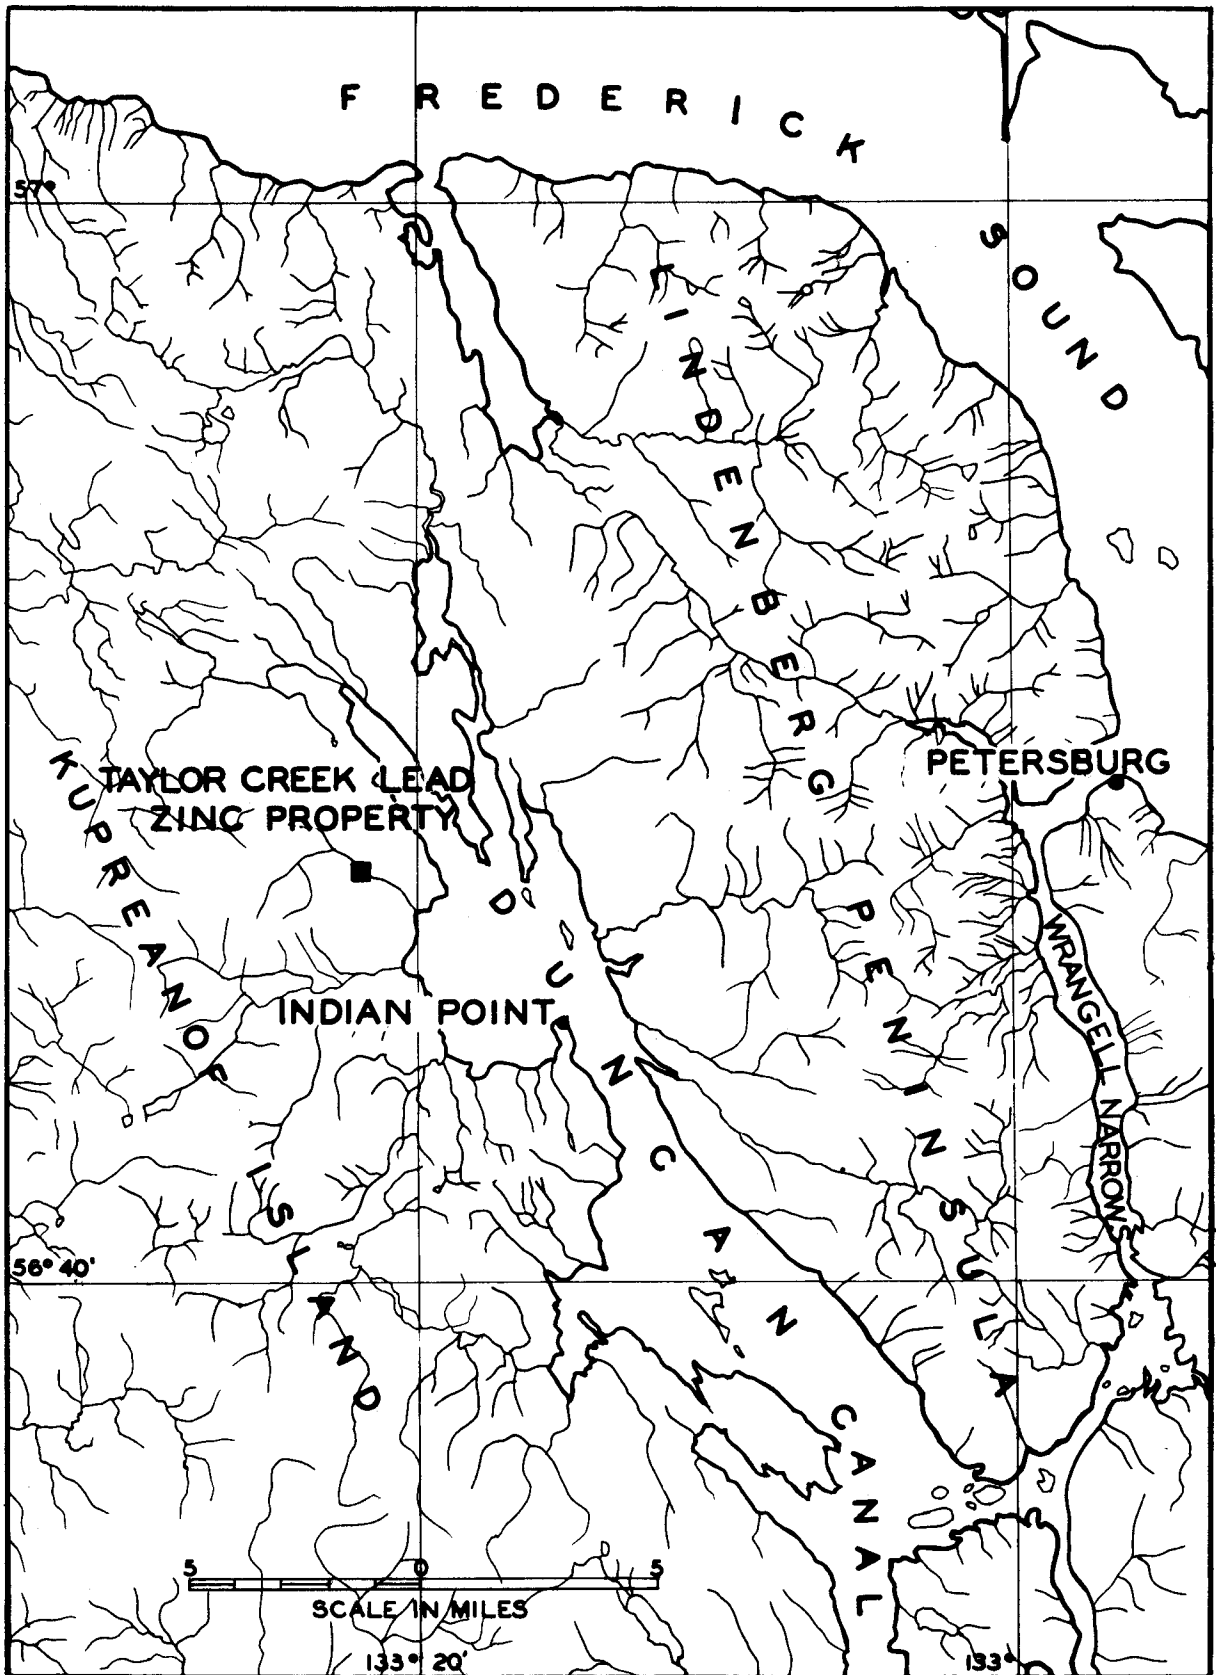 FREDERICK
SOUND
57°
LINDENBERG
PENINSULA
PETERSBURG
TAYLOR CREEK LEAD
ZINC PROPERTY
KUPREANOF
ISLAND
DUNCAN
CANAL
INDIAN POINT
WRANGELL NARROWS
56° 40'
5 0 5
SCALE IN MILES
133° 20'
133°